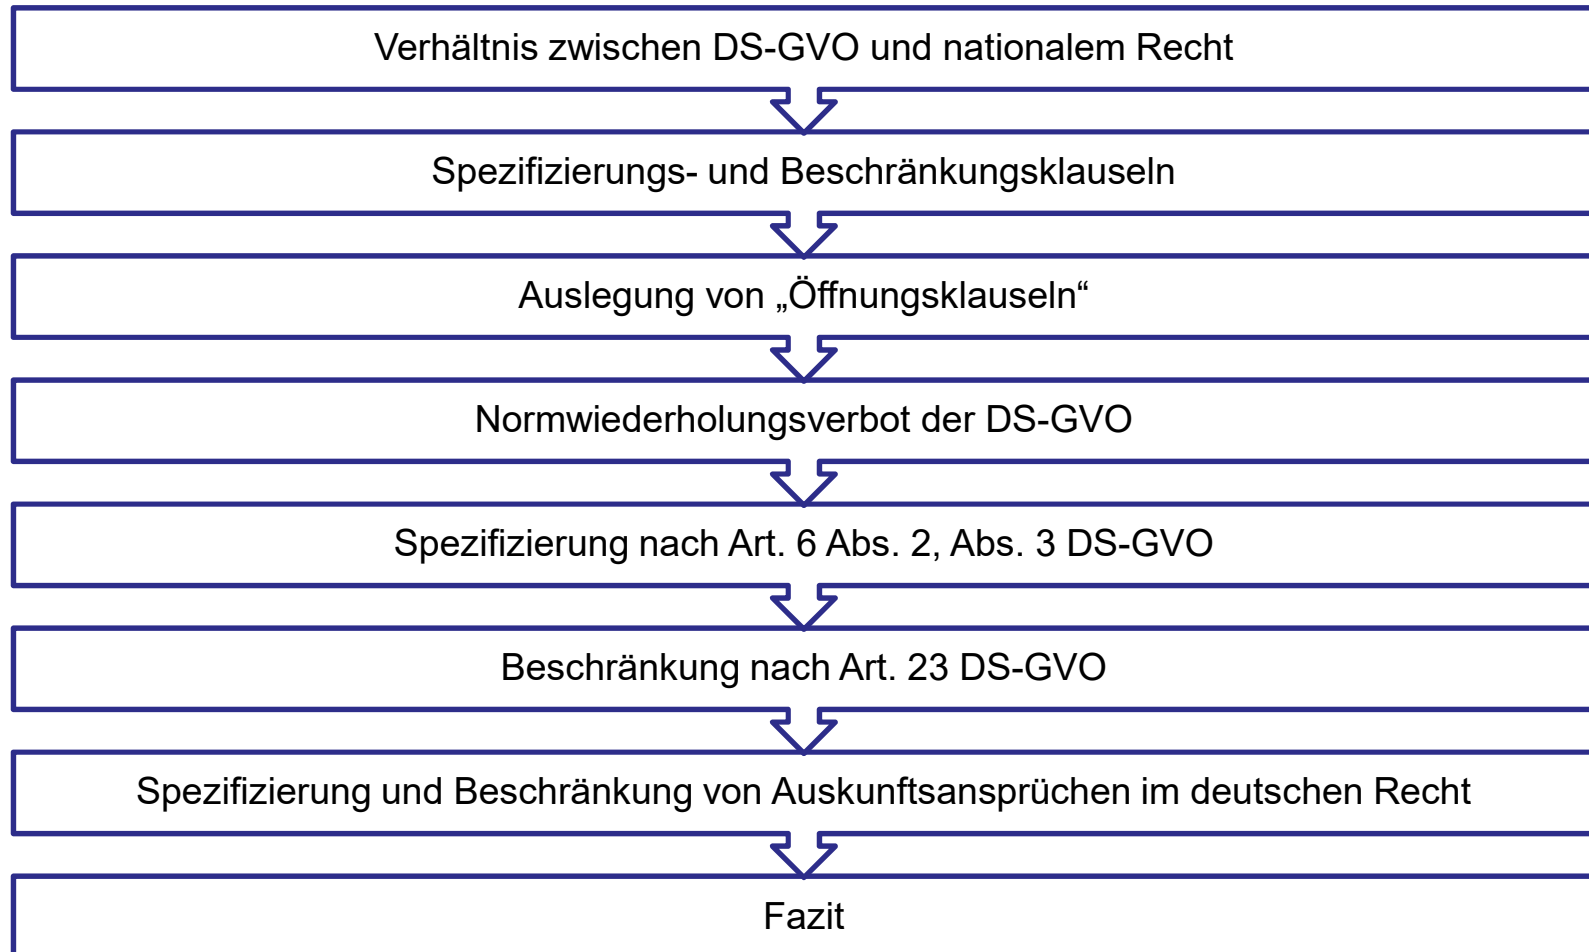 Verhältnis zwischen DS-GVO und nationalem Recht
Spezifizierungs- und Beschränkungsklauseln
Auslegung von „Öffnungsklauseln“
Normwiederholungsverbot der DS-GVO
Spezifizierung nach Art. 6 Abs. 2, Abs. 3 DS-GVO
Beschränkung nach Art. 23 DS-GVO
Spezifizierung und Beschränkung von Auskunftsansprüchen im deutschen Recht
Fazit